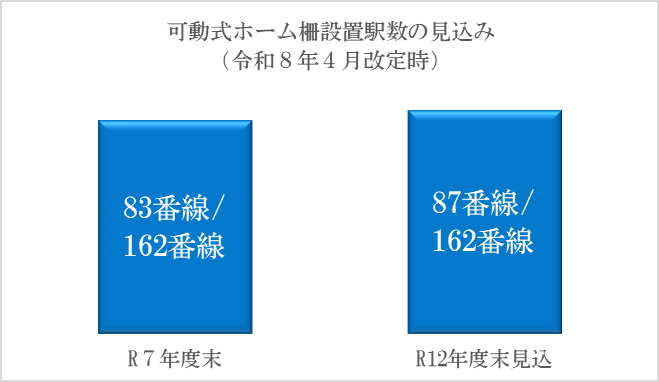 可動式ホーム柵設置駅数の見込み
（令和８年４月改定時）
83番線/
162番線
87番線/
162番線
R７年度末
R12年度末見込